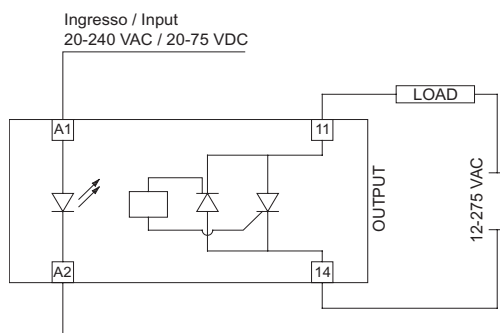 Ingresso / Input
20-240 VAC / 20-75 VDC
A1
11
LOAD
OUTPUT
12-275 VAC
A2
14